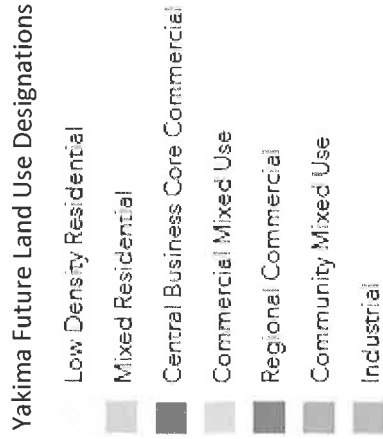 Yakima Future Land Use Designations
Low Density Residential
Mixed Residential
Central Business Core Commercial
Commercial Mixed Use
Regional Commercial
Community Mixed Use
Industrial